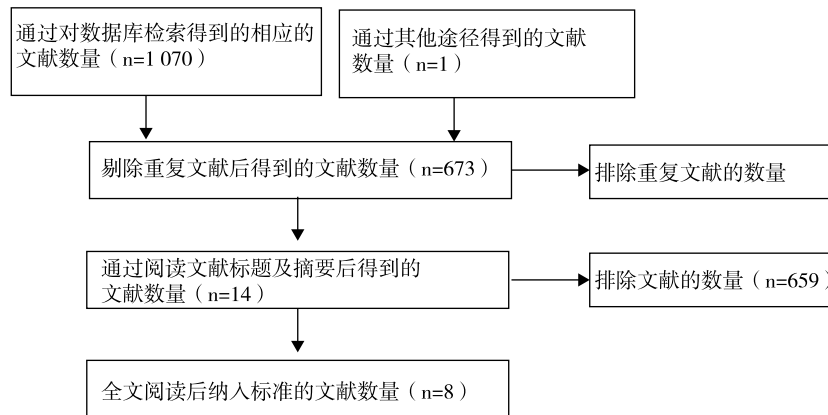 通过对数据库检索得到的相应的
文献数量（n=1 070）
通过其他途径得到的文献
数量（n=1）
剔除重复文献后得到的文献数量（n=673）
排除重复文献的数量
通过阅读文献标题及摘要后得到的
文献数量（n=14）
排除文献的数量（n=659）
全文阅读后纳入标准的文献数量（n=8）